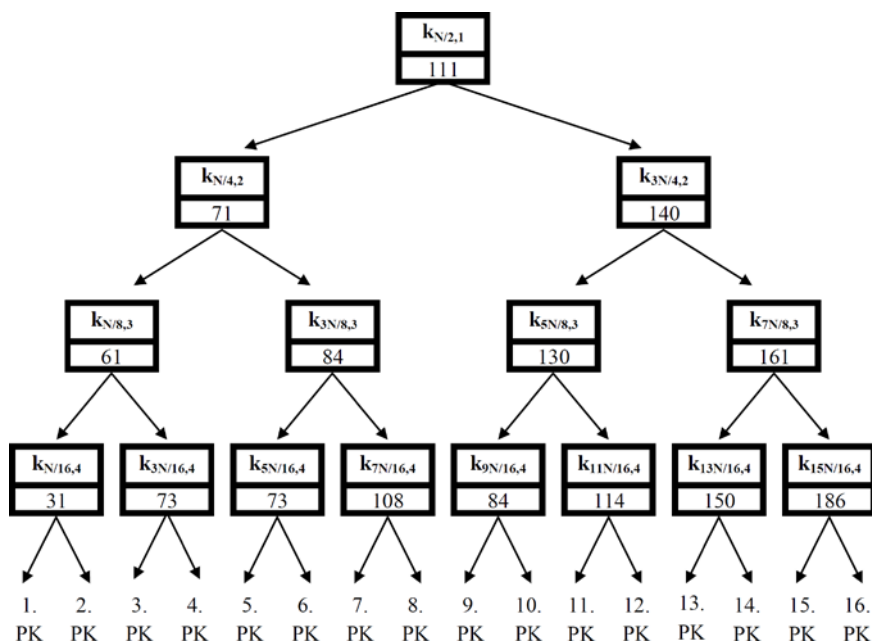 k_{N/2,1}
111
k_{N/4,2} k_{3N/4,2}
71 140
k_{N/8,3} k_{3N/8,3} k_{5N/8,3} k_{7N/8,3}
61 84 130 161
k_{N/16,4} k_{3N/16,4} k_{5N/16,4} k_{7N/16,4} k_{9N/16,4} k_{11N/16,4} k_{13N/16,4} k_{15N/16,4}
31 73 73 108 84 114 150 186
1. 2. 3. 4. 5. 6. 7. 8. 9. 10. 11. 12. 13. 14. 15. 16.
PK PK PK PK PK PK PK PK PK PK PK PK PK PK PK PK